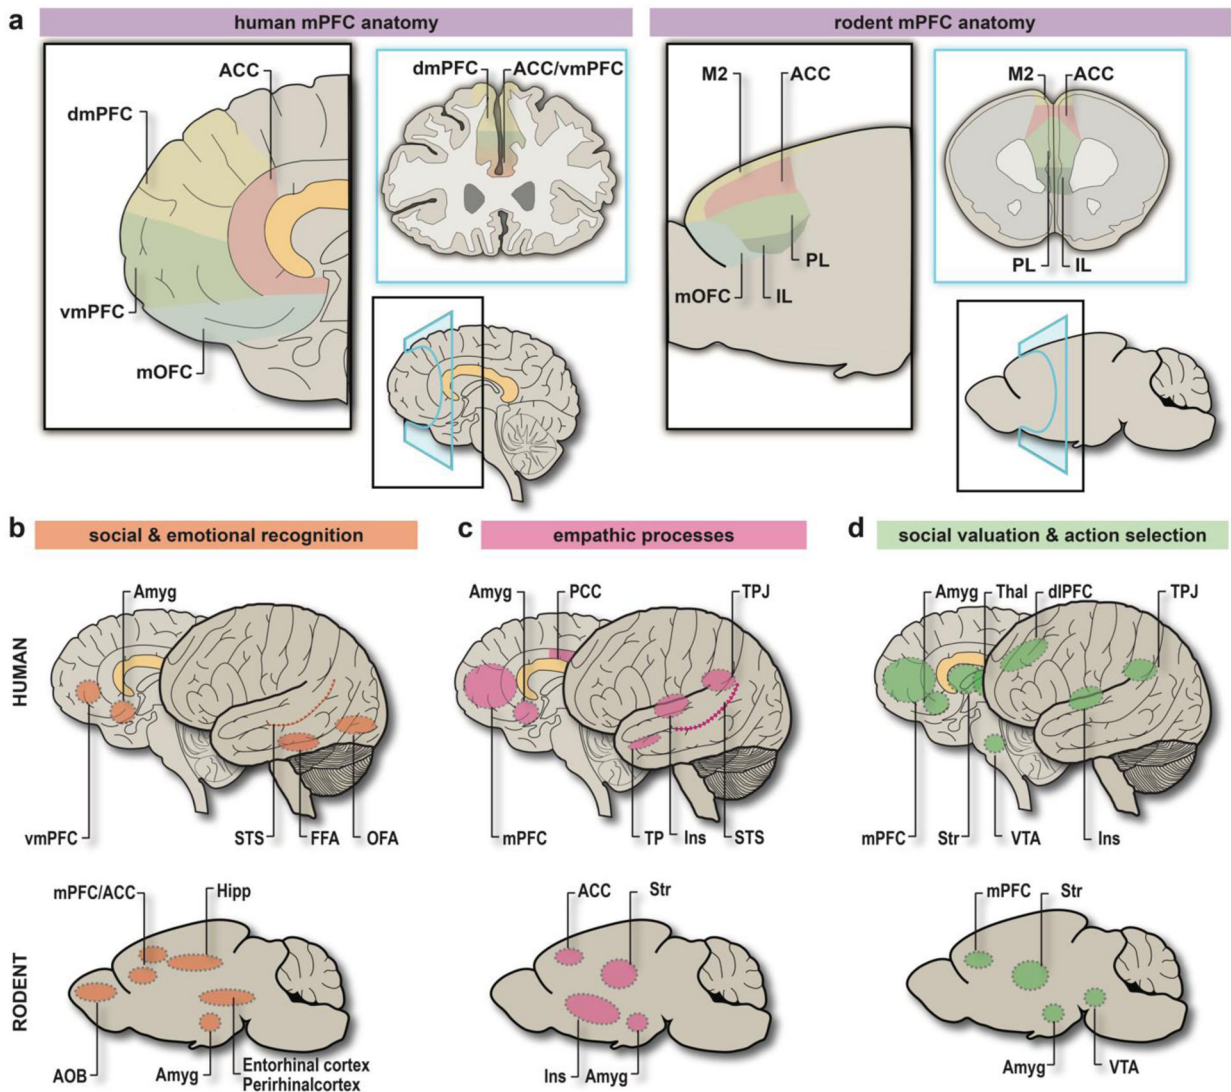 a
human mPFC anatomy
rodent mPFC anatomy
ACC
dmPFC
vmPFC
mOFC
dmPFC
ACC/vmPFC
M2
ACC
PL
mOFC
IL
M2
ACC
PL
IL
b
social & emotional recognition
c
empathic processes
d
social valuation & action selection
HUMAN
Amyg
vmPFC
STS
FFA
OFA
Amyg
PCC
TPJ
mPFC
TP
Ins
STS
Amyg
Thal
dlPFC
TPJ
mPFC
Str
VTA
Ins
RODENT
mPFC/ACC
Hipp
AOB
Amyg
Entorhinal cortex
Perirhinalcortex
ACC
Str
Ins
Amyg
mPFC
Str
Amyg
VTA